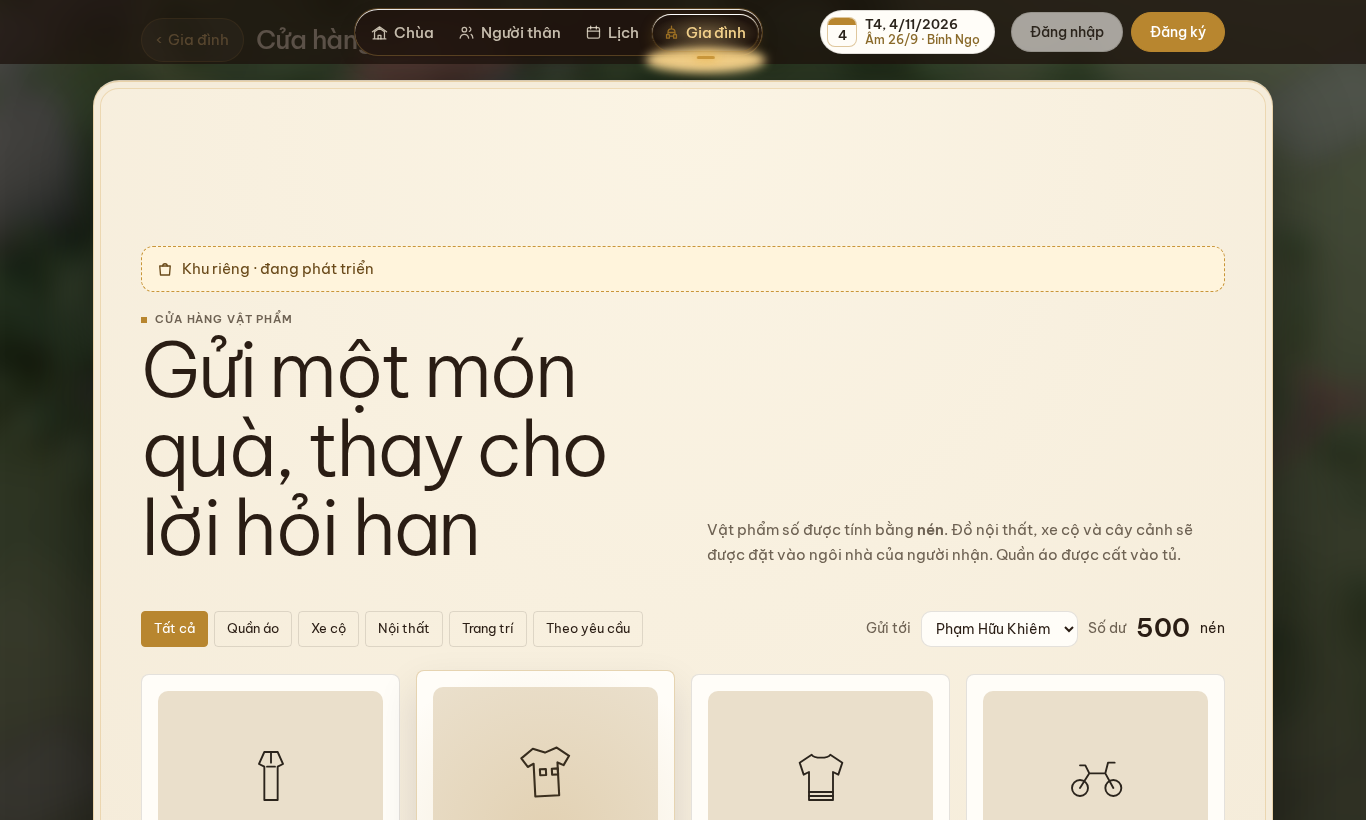 ‹ Gia đình
Cửa hàng
Chùa
Người thân
Lịch
Gia đình
4
T4, 4/11/2026
Âm 26/9 · Bính Ngọ
Đăng nhập
Đăng ký
Khu riêng · đang phát triển
CỬA HÀNG VẬT PHẨM
Gửi một món
quà, thay cho
lời hỏi han
Vật phẩm số được tính bằng nén. Đồ nội thất, xe cộ và cây cảnh sẽ
được đặt vào ngôi nhà của người nhận. Quần áo được cất vào tủ.
Tất cả
Quần áo
Xe cộ
Nội thất
Trang trí
Theo yêu cầu
Gửi tới
Phạm Hữu Khiêm
Số dư
500
nén